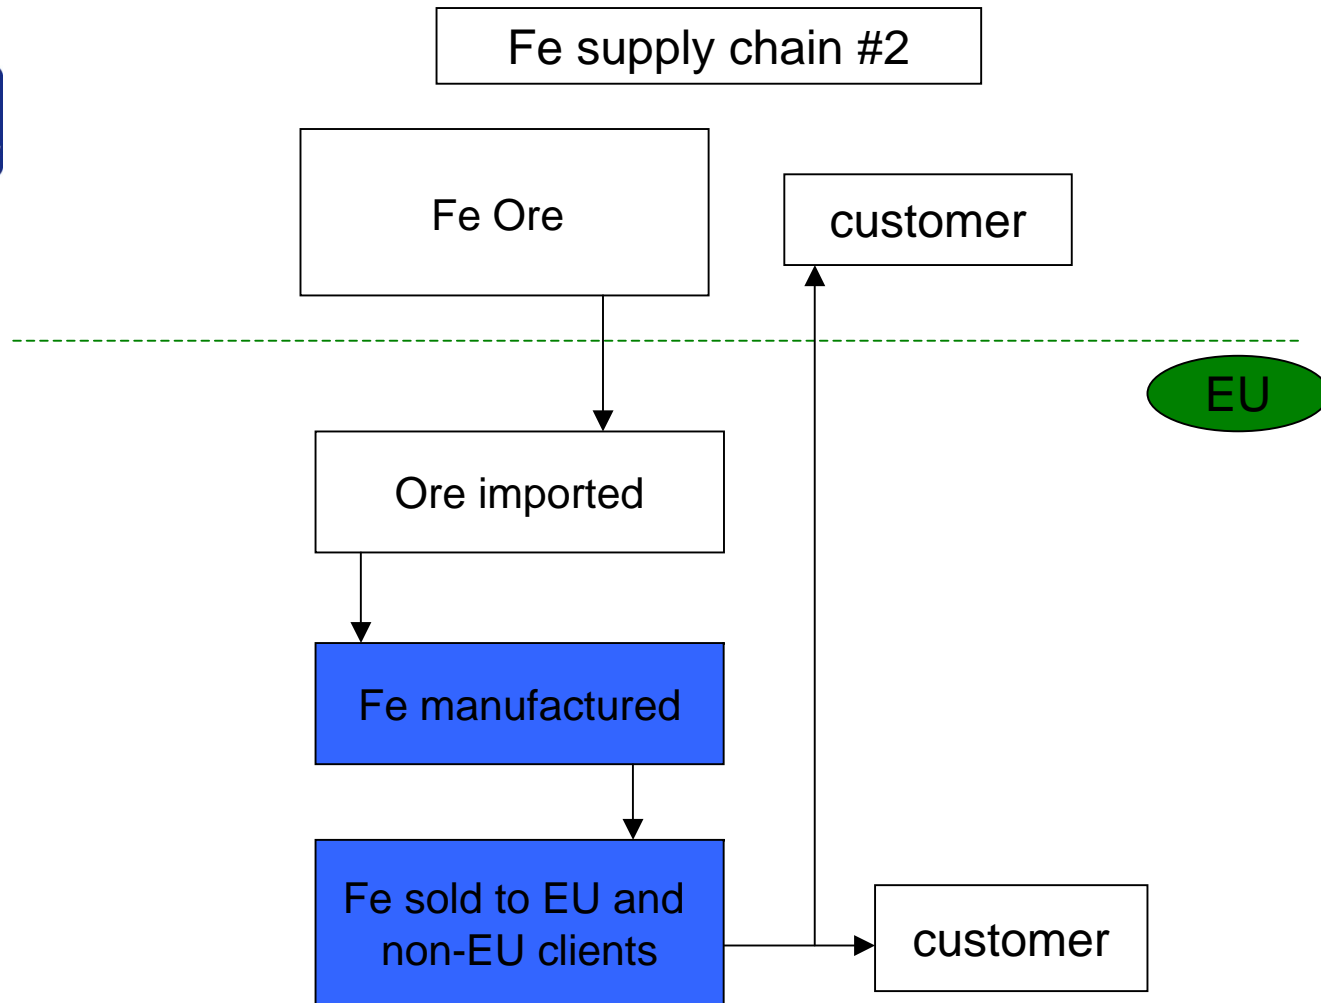 Fe supply chain #2
Fe Ore
customer
EU
Ore imported
Fe manufactured
Fe sold to EU and
non-EU clients
customer